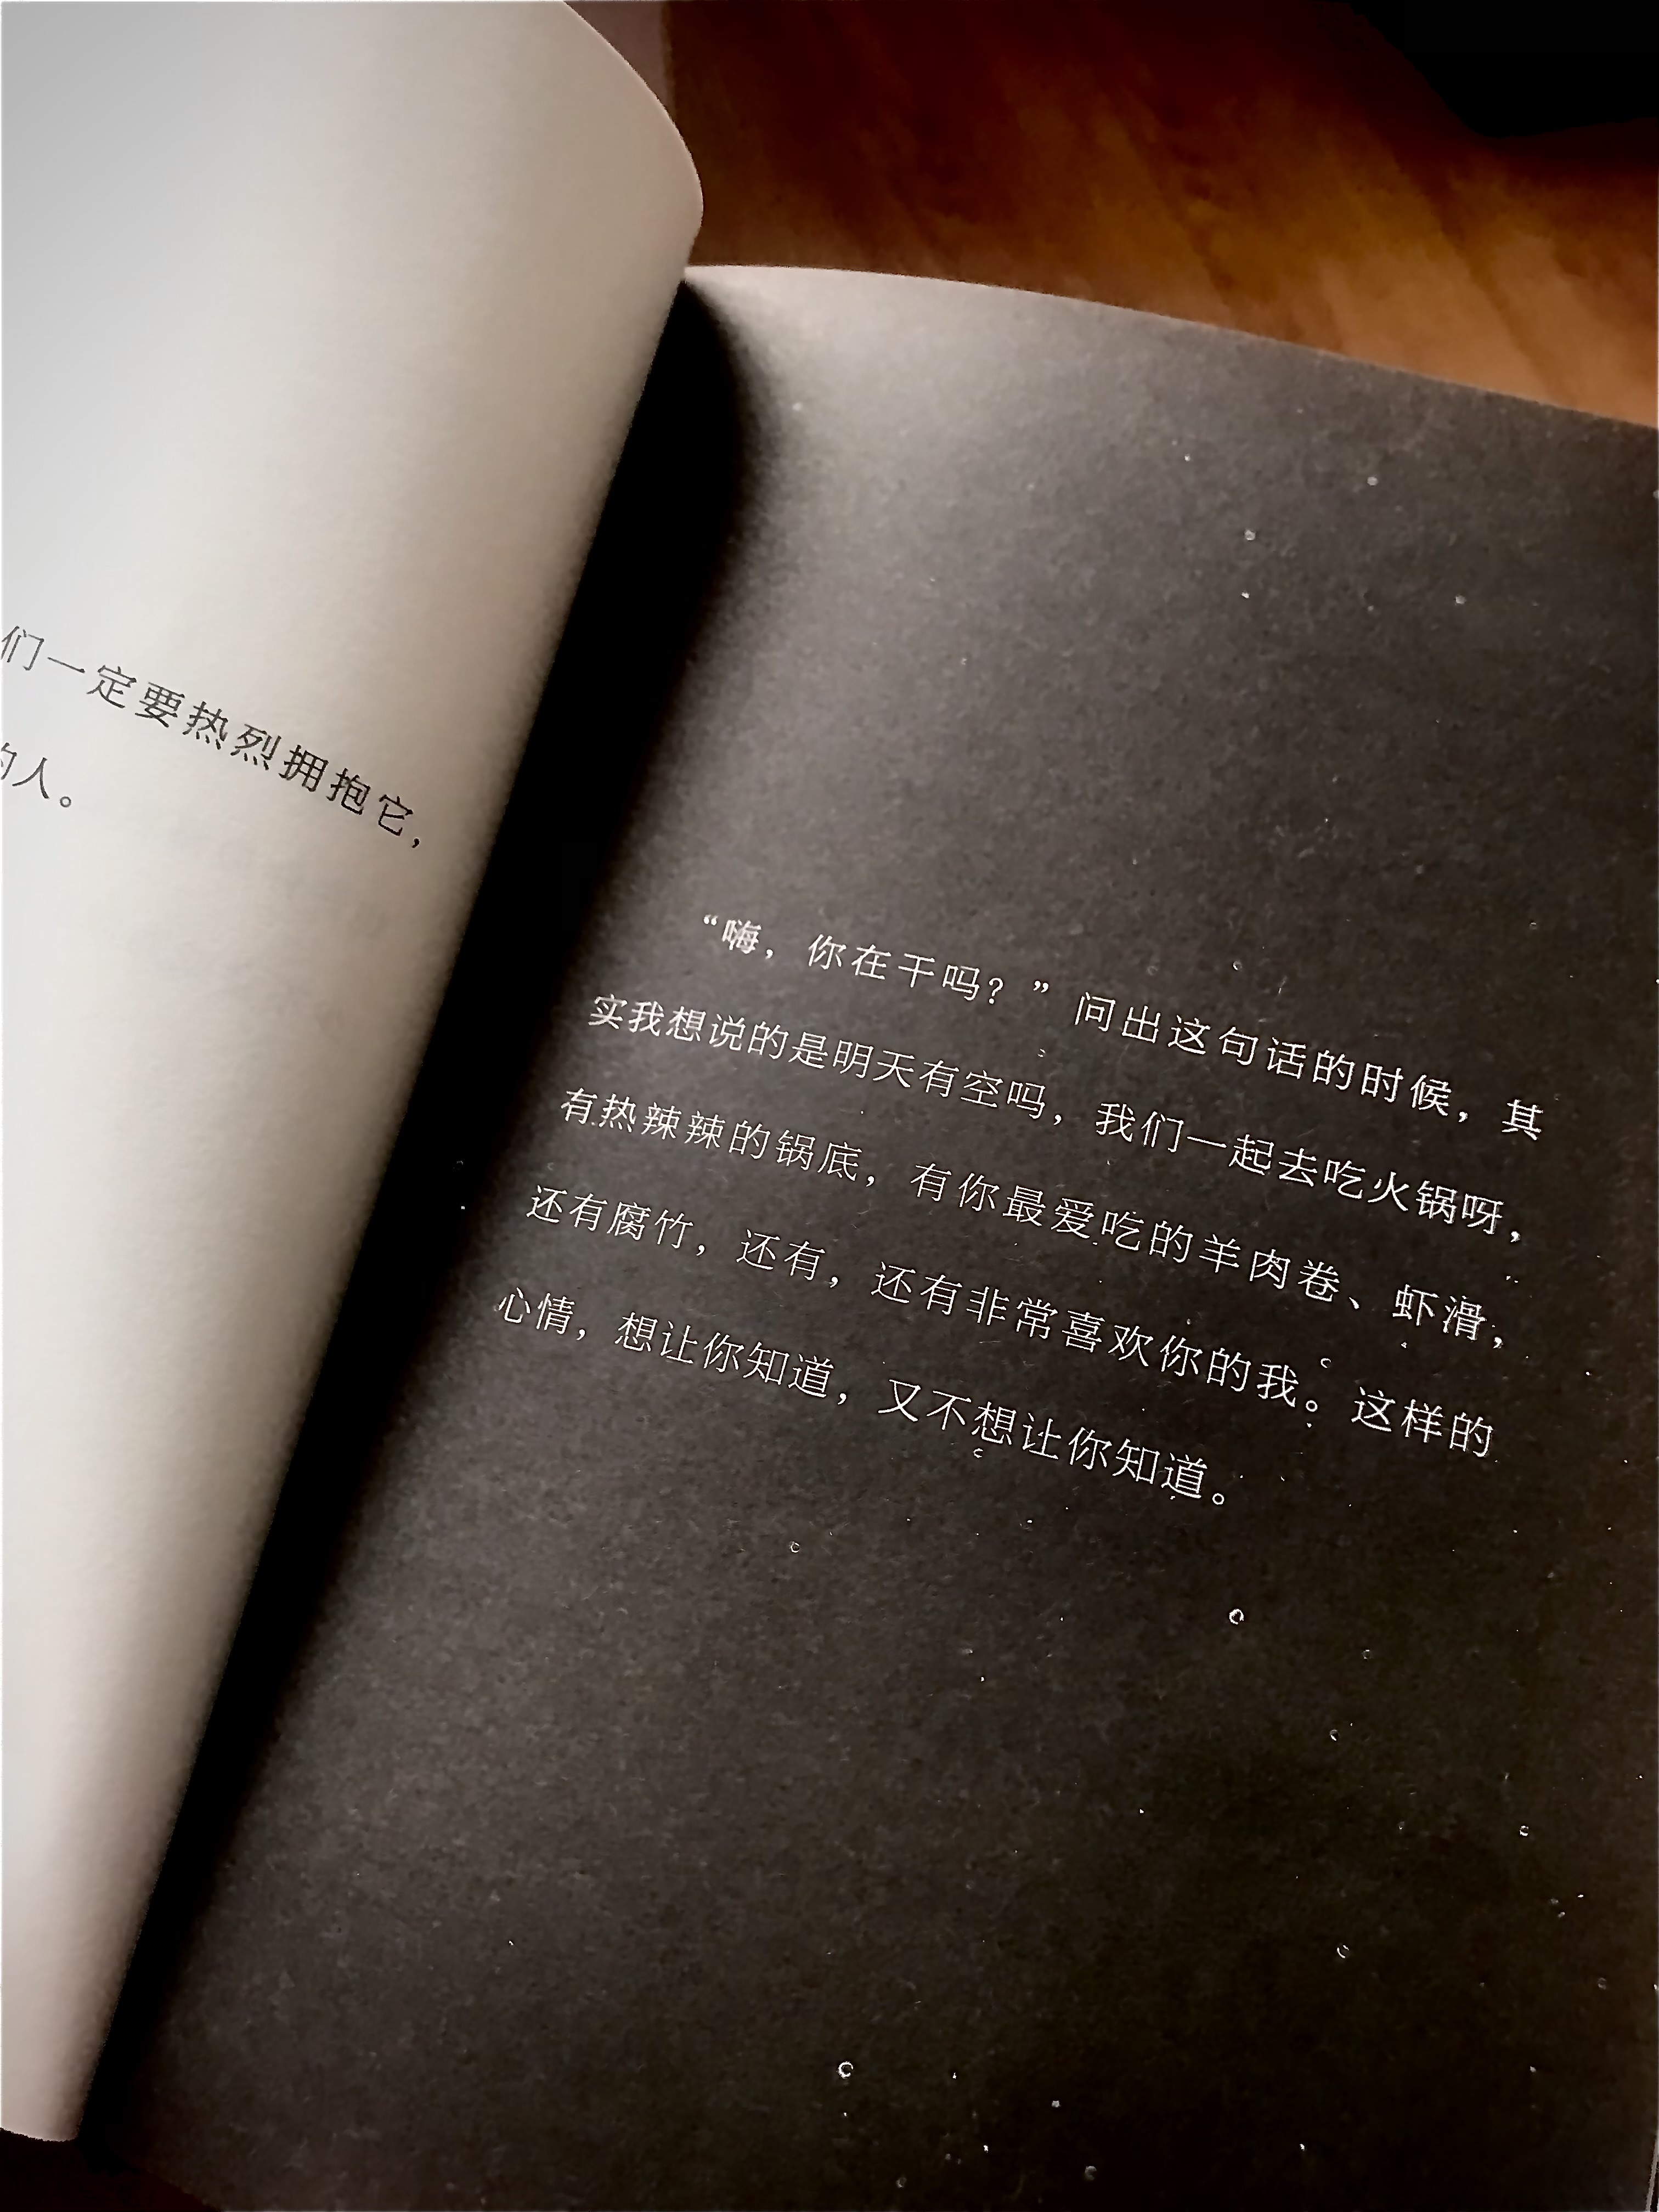 们一定要热烈拥抱它，
的人。
“嗨，你在干吗？”问出这句话的时候，其
实我想说的是明天有空吗，我们一起去吃火锅呀，
有热辣辣的锅底，有你最爱吃的羊肉卷、虾滑，
还有腐竹，还有，还有非常喜欢你的我。这样的
心情，想让你知道，又不想让你知道。